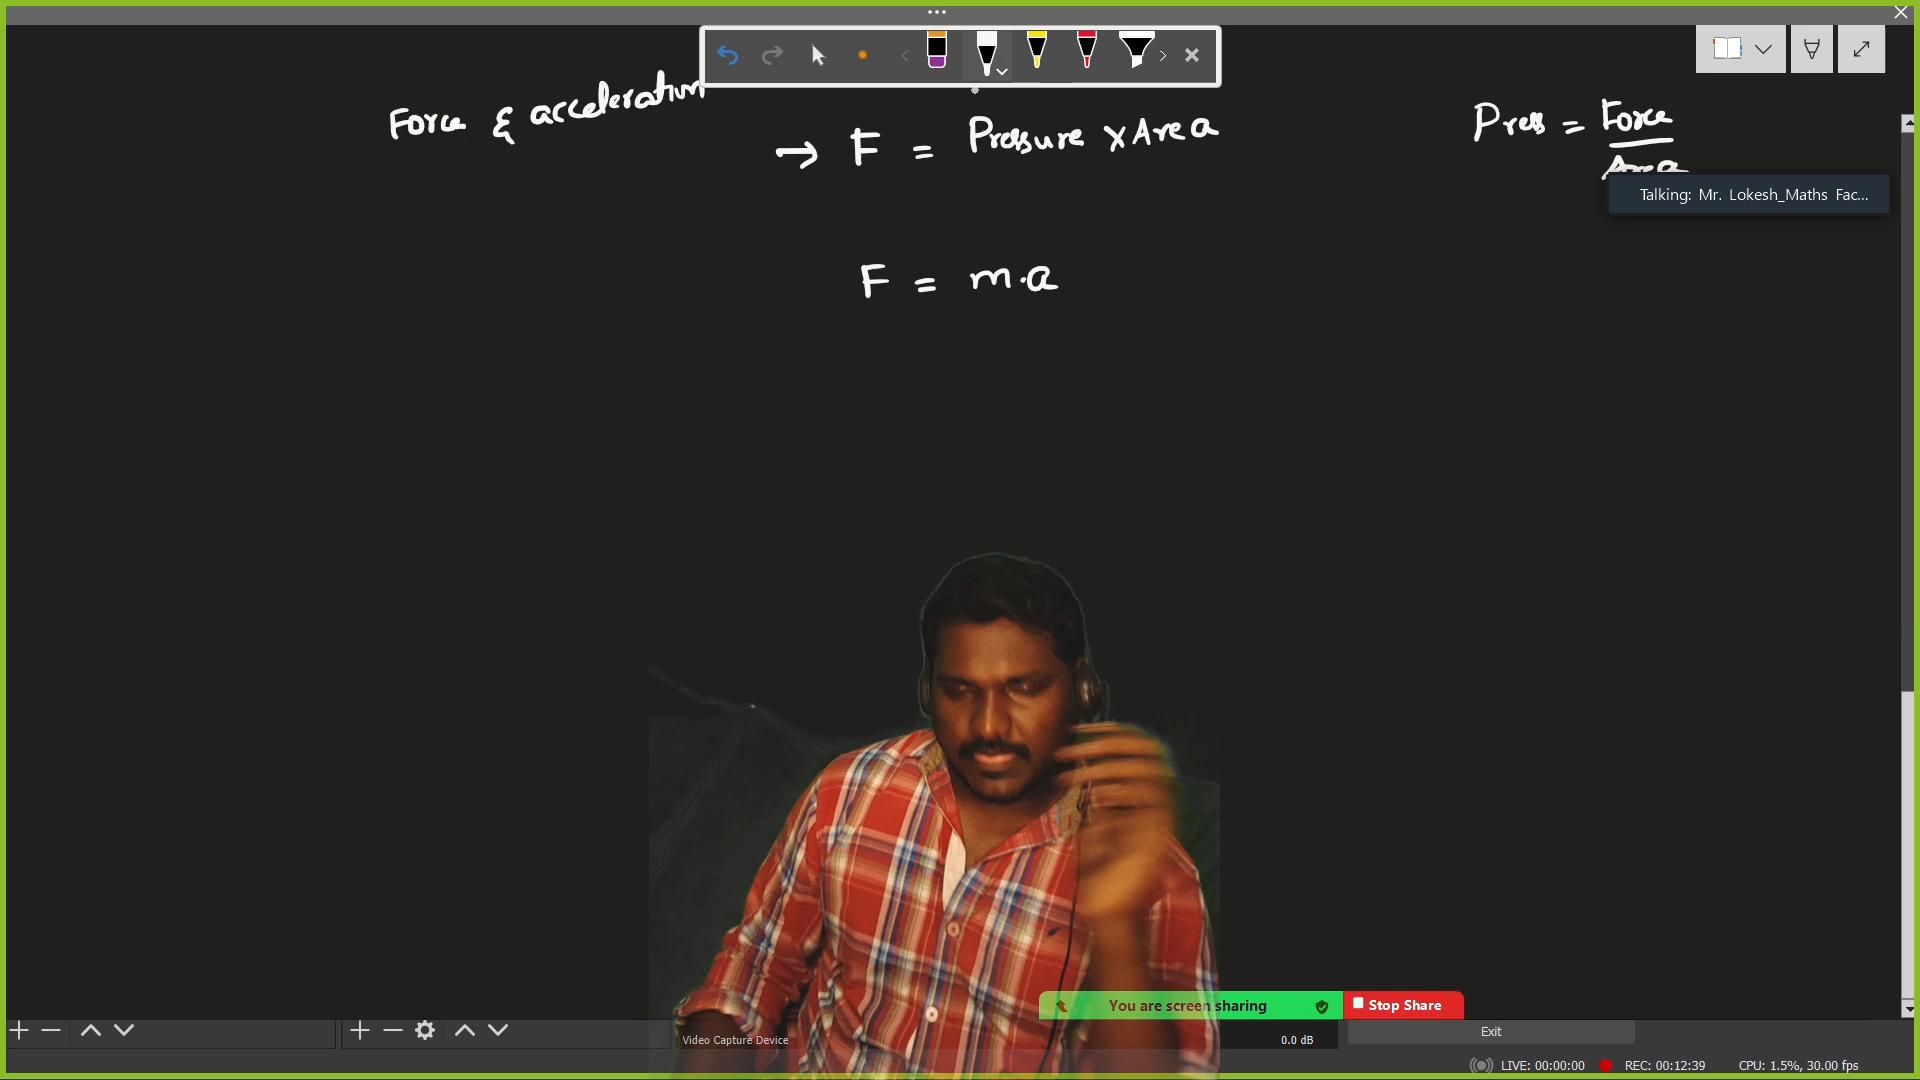 Force & acceleration
→ F = Pressure × Area
Press = Force
Area
Talking: Mr. Lokesh_Maths Fac...
F = m.a
You are screen sharing
Stop Share
Exit
Video Capture Device
0.0 dB
LIVE: 00:00:00
REC: 00:12:39
CPU: 1.5%, 30.00 fps